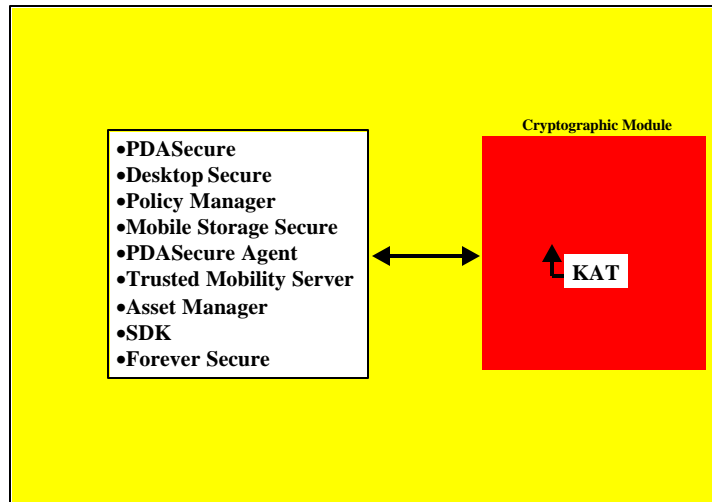 Cryptographic Module
•PDASecure
•Desktop Secure
•Policy Manager
•Mobile Storage Secure
•PDASecure Agent
•Trusted Mobility Server
•Asset Manager
•SDK
•Forever Secure
KAT